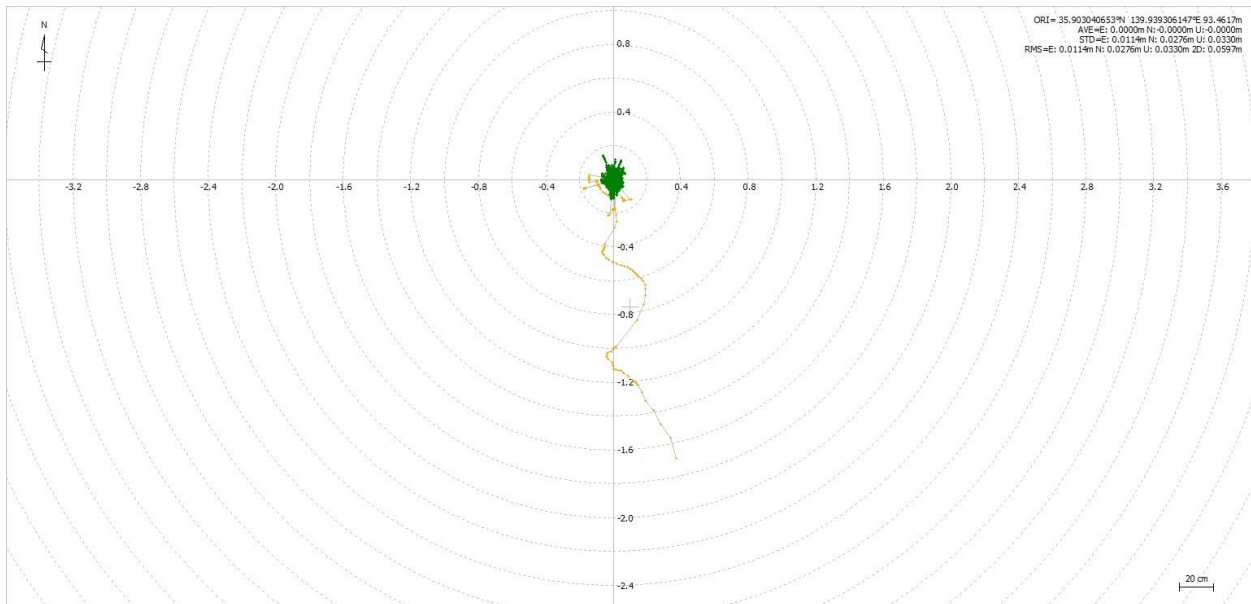 N
ORI= 35.903040653°N 139.939306147°E 93.4617m
AVE=E: 0.0000m N:-0.0000m U:-0.0000m
STD=E: 0.0114m N: 0.0276m U: 0.0330m
RMS=E: 0.0114m N: 0.0276m U: 0.0330m 2D: 0.0597m
0.8
0.4
-3.2 -2.8 -2.4 -2.0 -1.6 -1.2 -0.8 -0.4 0.4 0.8 1.2 1.6 2.0 2.4 2.8 3.2 3.6
-0.4
-0.8
-1.2
-1.6
-2.0
-2.4
20 cm